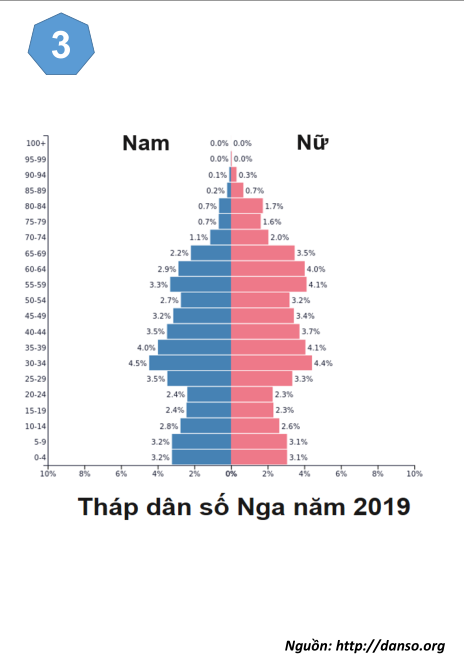 3
Nam Nữ
100+ 0.0% 0.0%
95-99 0.0% 0.0%
90-94 0.1% 0.3%
85-89 0.2% 0.7%
80-84 0.7% 1.7%
75-79 0.7% 1.6%
70-74 1.1% 2.0%
65-69 2.2% 3.5%
60-64 2.9% 4.0%
55-59 3.3% 4.1%
50-54 2.7% 3.2%
45-49 3.2% 3.4%
40-44 3.5% 3.7%
35-39 4.0% 4.1%
30-34 4.5% 4.4%
25-29 3.5% 3.3%
20-24 2.4% 2.3%
15-19 2.4% 2.3%
10-14 2.8% 2.6%
5-9 3.2% 3.1%
0-4 3.2% 3.1%
10% 8% 6% 4% 2% 0% 2% 4% 6% 8% 10%
Tháp dân số Nga năm 2019
Nguồn: http://danso.org